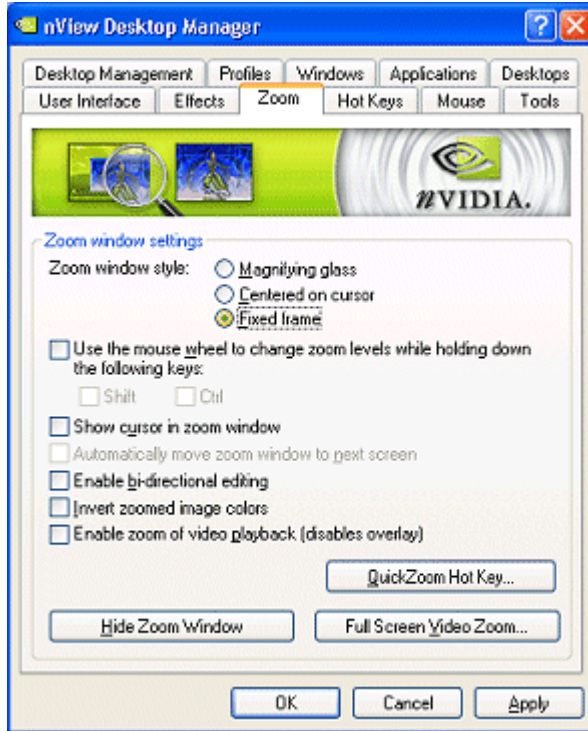 nView Desktop Manager
Desktop Management Profiles Windows Applications Desktops
User Interface Effects Zoom Hot Keys Mouse Tools
nVIDIA.
Zoom window settings
Zoom window style:
Magnifying glass
Centered on cursor
Fixed frame
Use the mouse wheel to change zoom levels while holding down
the following keys:
Shift Ctrl
Show cursor in zoom window
Automatically move zoom window to next screen
Enable bi-directional editing
Invert zoomed image colors
Enable zoom of video playback (disables overlay)
QuickZoom Hot Key...
Hide Zoom Window Full Screen Video Zoom...
OK Cancel Apply